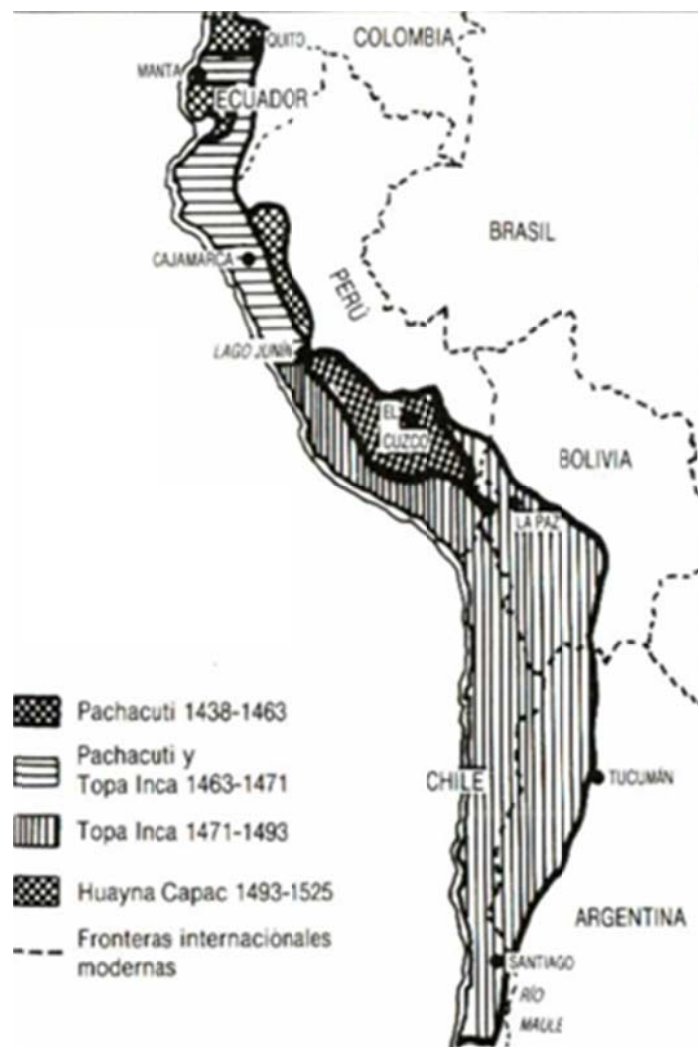 COLOMBIA
QUITO
MANTA
ECUADOR
BRASIL
CAJAMARCA
PERÚ
LAGO JUNÍN
EL
CUZCO
BOLIVIA
LA PAZ
Pachacuti 1438-1463
Pachacuti y
Topa Inca 1463-1471
CHILE
TUCUMÁN
Topa Inca 1471-1493
Huayna Capac 1493-1525
ARGENTINA
Fronteras internacionales
modernas
SANTIAGO
RÍO
MAULE